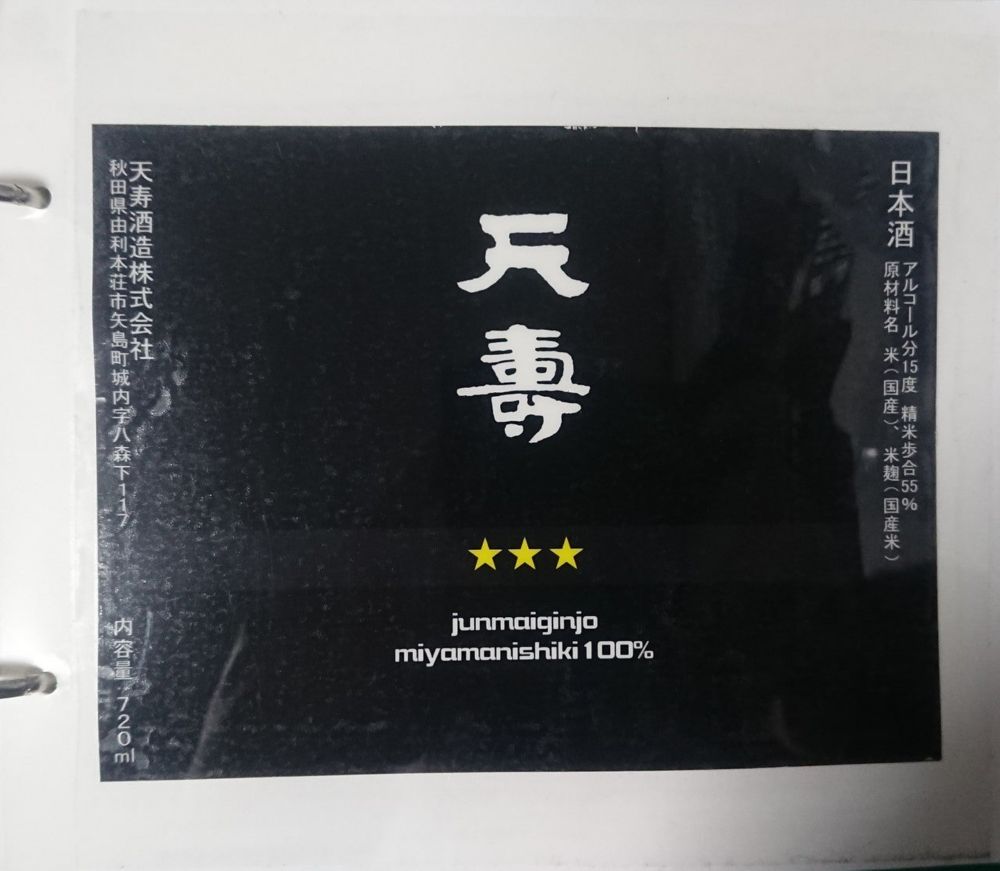 日本酒
アルコール分15度 精米歩合55%
原材料名 米(国産)、米麹(国産米)
天壽
★★★
junmaiginjo
miyamanishiki 100%
天寿酒造株式会社
秋田県由利本荘市矢島町城内字八森下117
内容量 720ml